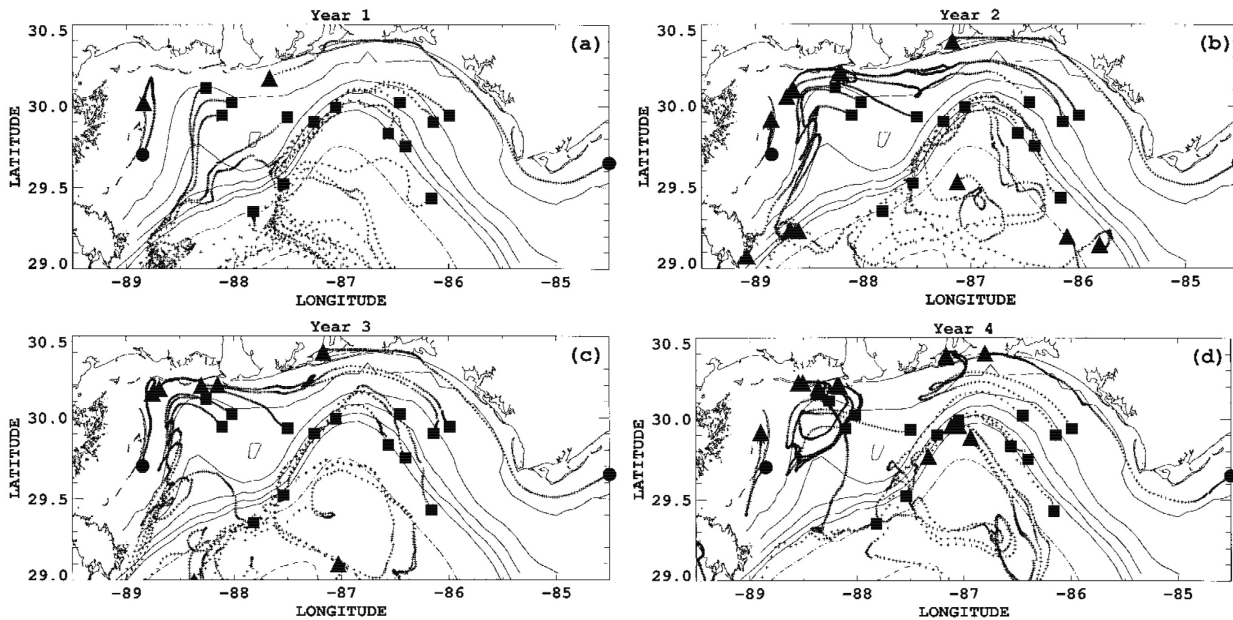 Year 1
(a)
30.5
30.0
29.5
29.0
LATITUDE
-89
-88
-87
-86
-85
LONGITUDE
Year 2
(b)
30.5
30.0
29.5
29.0
LATITUDE
-89
-88
-87
-86
-85
LONGITUDE
Year 3
(c)
30.5
30.0
29.5
29.0
LATITUDE
-89
-88
-87
-86
-85
LONGITUDE
Year 4
(d)
30.5
30.0
29.5
29.0
LATITUDE
-89
-88
-87
-86
-85
LONGITUDE